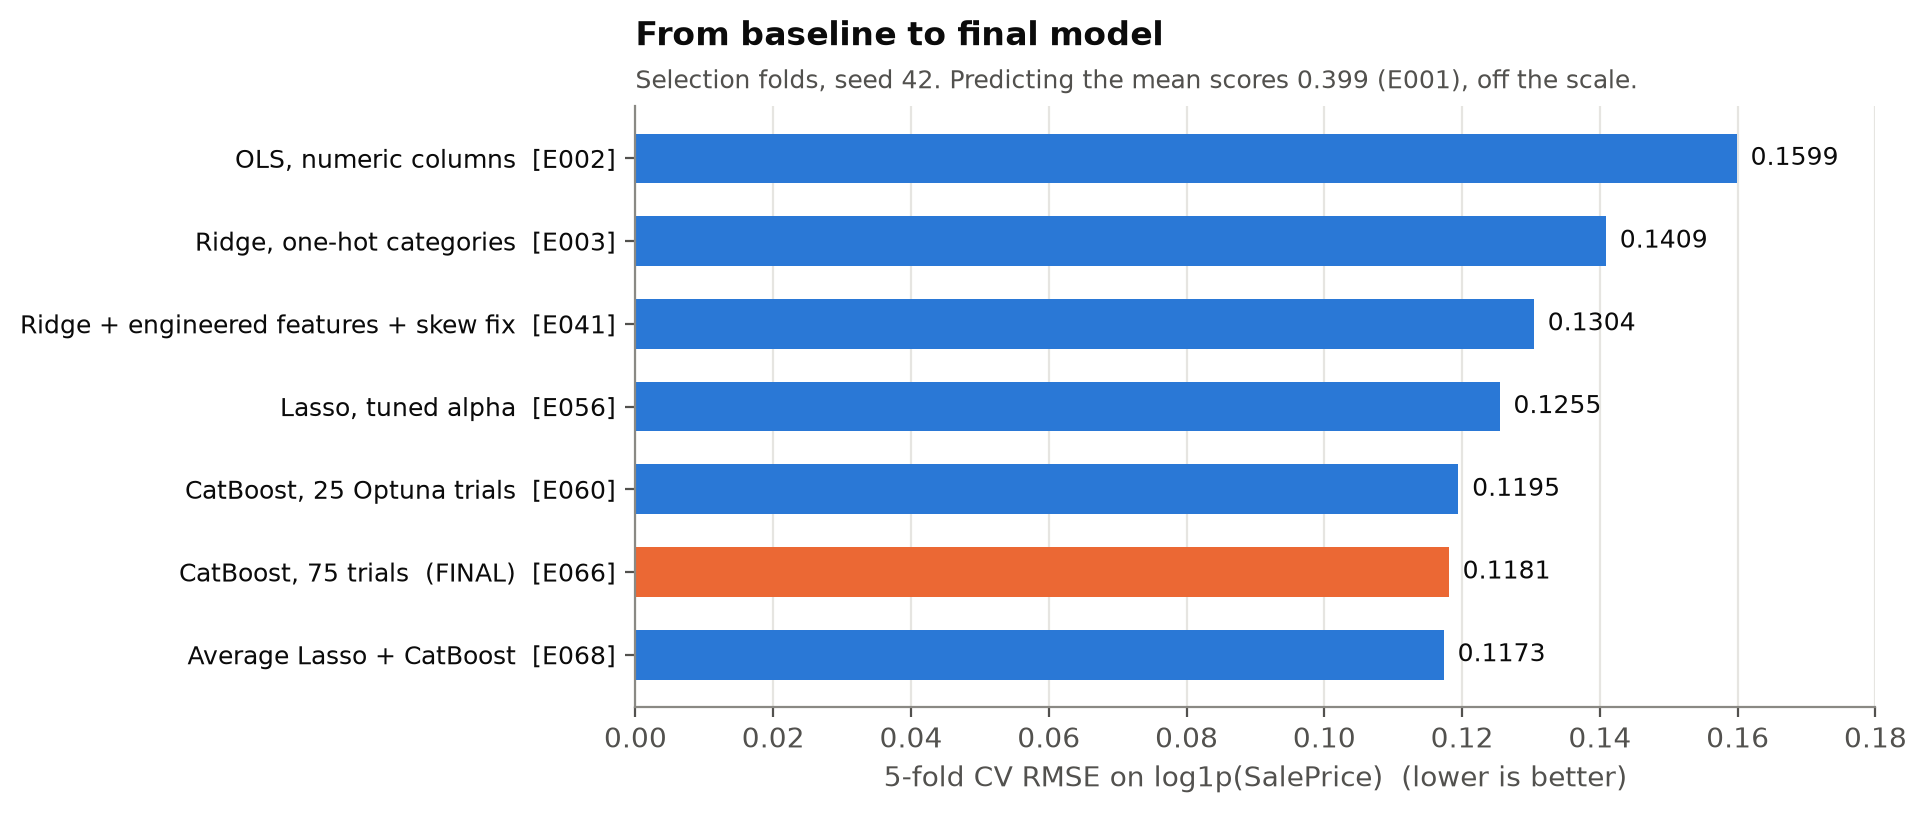 From baseline to final model
Selection folds, seed 42. Predicting the mean scores 0.399 (E001), off the scale.
OLS, numeric columns  [E002] 0.1599
Ridge, one-hot categories  [E003] 0.1409
Ridge + engineered features + skew fix  [E041] 0.1304
Lasso, tuned alpha  [E056] 0.1255
CatBoost, 25 Optuna trials  [E060] 0.1195
CatBoost, 75 trials  (FINAL)  [E066] 0.1181
Average Lasso + CatBoost  [E068] 0.1173
0.00 0.02 0.04 0.06 0.08 0.10 0.12 0.14 0.16 0.18
5-fold CV RMSE on log1p(SalePrice)  (lower is better)